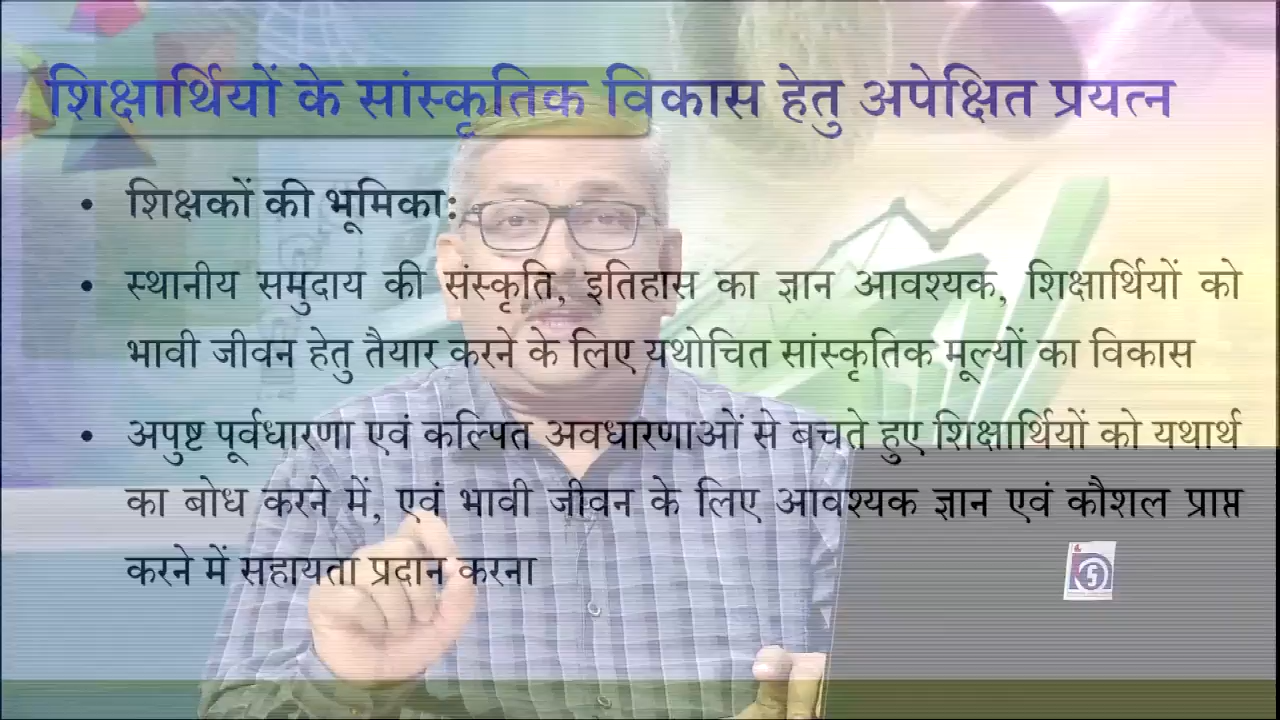 शिक्षार्थियों के सांस्कृतिक विकास हेतु अपेक्षित प्रयत्न
• शिक्षकों की भूमिका:
• स्थानीय समुदाय की संस्कृति, इतिहास का ज्ञान आवश्यक, शिक्षार्थियों को
भावी जीवन हेतु तैयार करने के लिए यथोचित सांस्कृतिक मूल्यों का विकास
• अपुष्ट पूर्वधारणा एवं कल्पित अवधारणाओं से बचते हुए शिक्षार्थियों को यथार्थ
का बोध करने में, एवं भावी जीवन के लिए आवश्यक ज्ञान एवं कौशल प्राप्त
करने में सहायता प्रदान करना
5